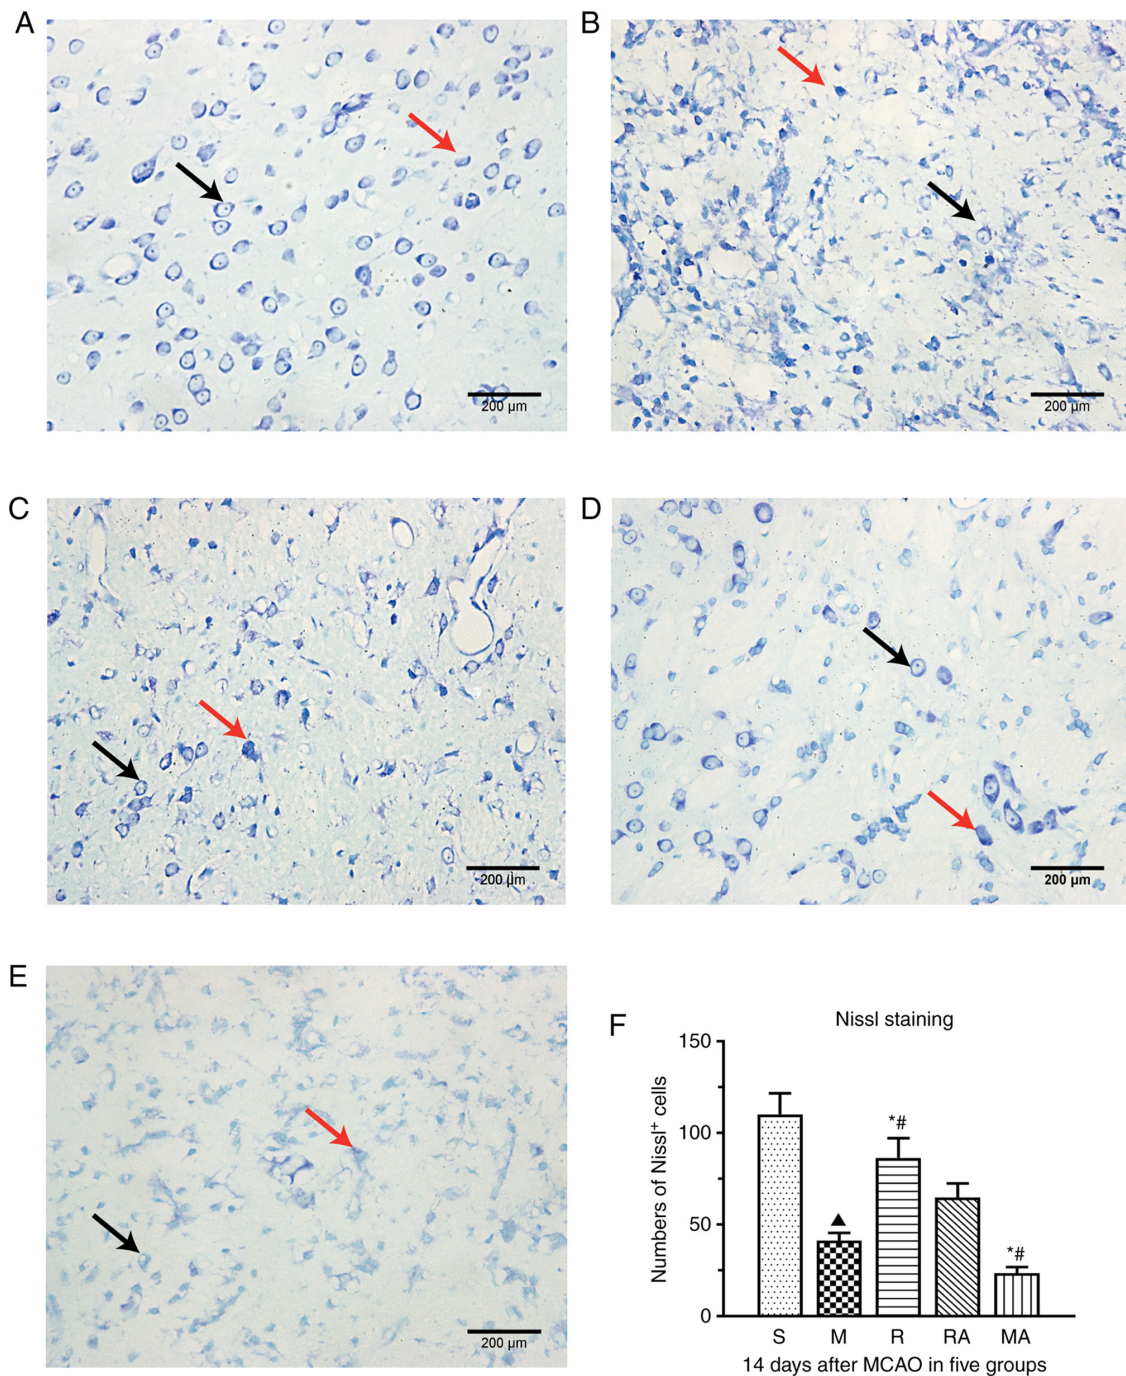 A
B
200 µm
200 µm
C
D
200 µm
200 µm
E
200 µm
F
Nissl staining
Numbers of Nissl⁺ cells
150
100
50
0
▲
*#
*#
S M R RA MA
14 days after MCAO in five groups